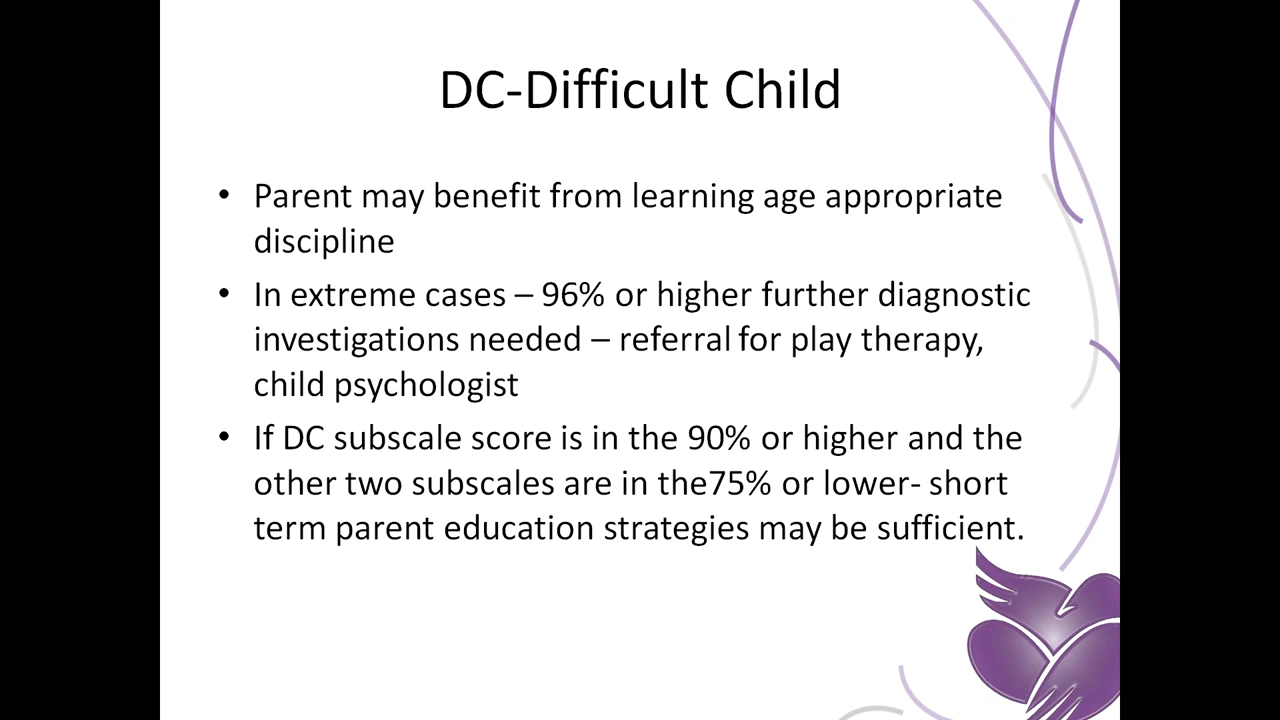 DC-Difficult Child
• Parent may benefit from learning age appropriate
discipline
• In extreme cases – 96% or higher further diagnostic
investigations needed – referral for play therapy,
child psychologist
• If DC subscale score is in the 90% or higher and the
other two subscales are in the75% or lower- short
term parent education strategies may be sufficient.